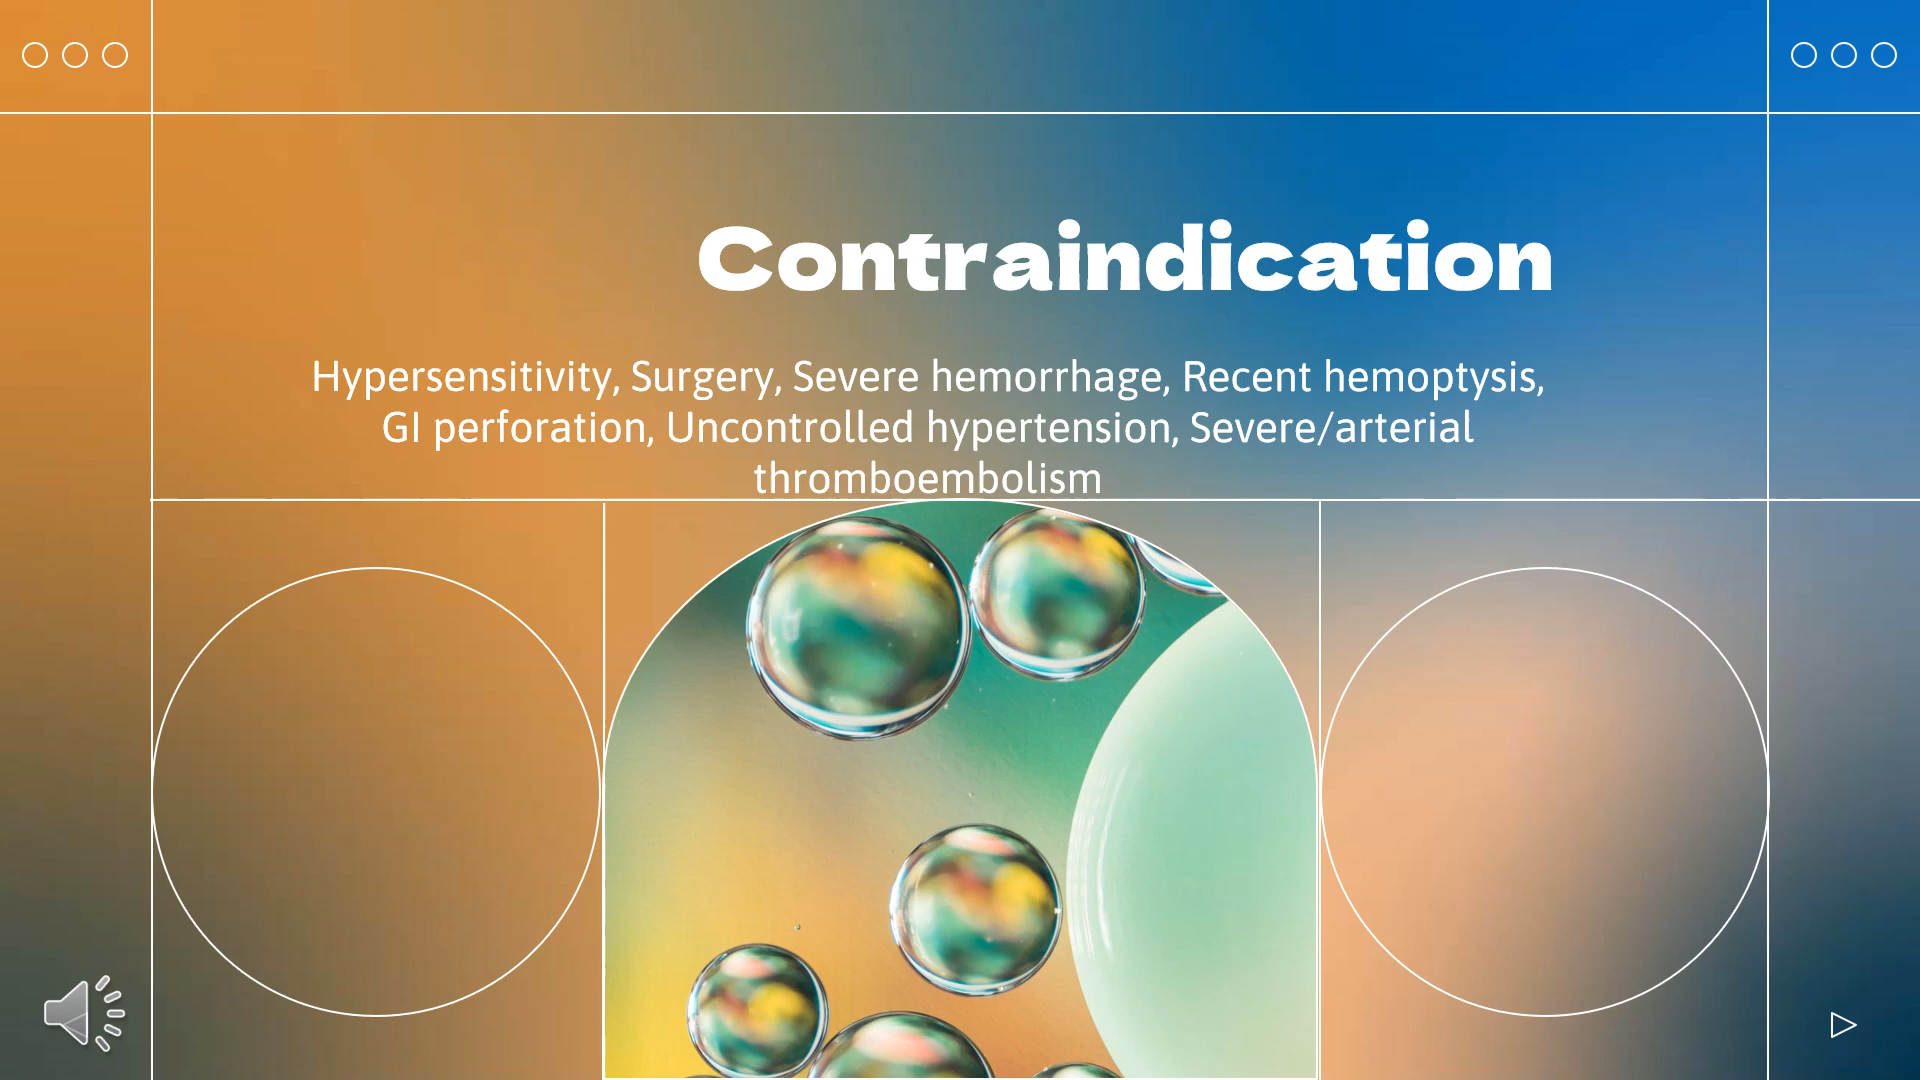 Contraindication
Hypersensitivity, Surgery, Severe hemorrhage, Recent hemoptysis,
GI perforation, Uncontrolled hypertension, Severe/arterial
thromboembolism